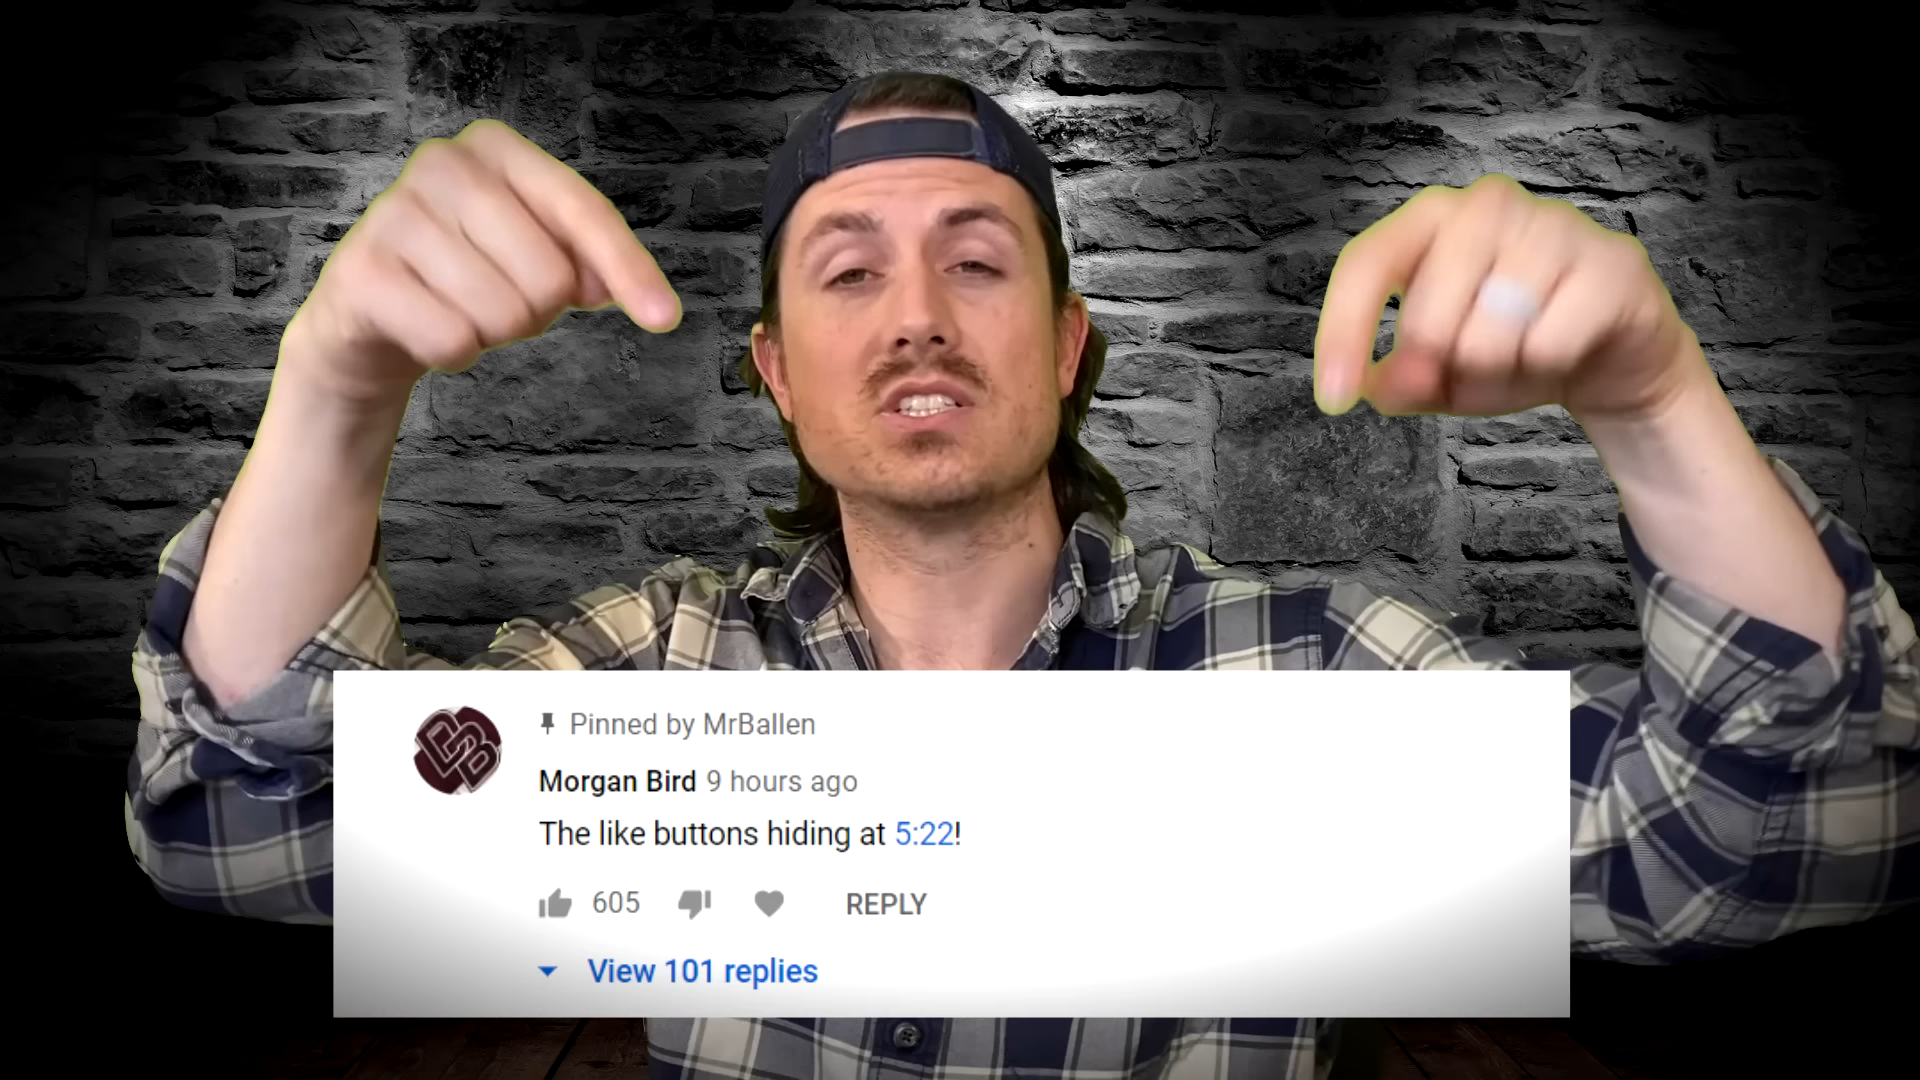 Pinned by MrBallen
Morgan Bird 9 hours ago
The like buttons hiding at 5:22!
605 REPLY
View 101 replies